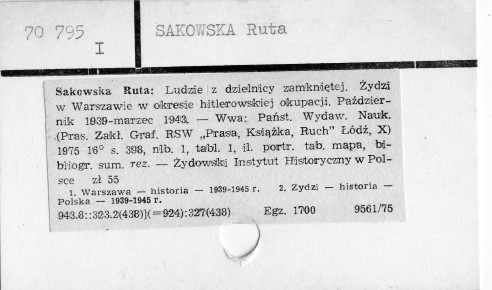 70 795
I
SAKOWSKA Ruta
Sakowska Ruta: Ludzie z dzielnicy zamkniętej. Żydzi
w Warszawie w okresie hitlerowskiej okupacji. Paździer-
nik 1939-marzec 1943. — Wwa: Państ. Wydaw. Nauk.
(Pras. Zakł. Graf. RSW „Prasa, Książka, Ruch" Łódź, X)
1975 16° s. 398, nlb. 1, tabl. 1, il. portr. tab. mapa, bi-
bliogr. sum. rez. — Żydowski Instytut Historyczny w Pol-
sce zł 55
1. Warszawa — historia — 1939-1945 r. 2. Żydzi — historia —
Polska — 1939-1945 r.
943.8::323.2(438)](=924):327(438) Egz. 1700 9561/75